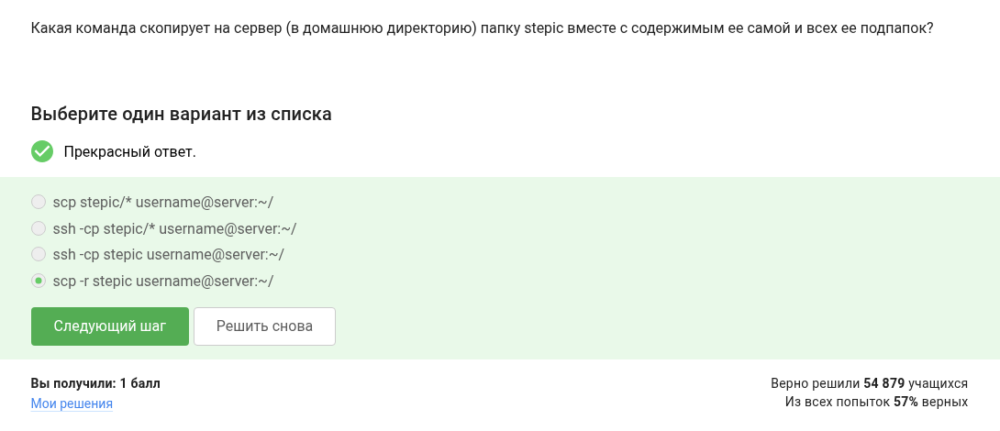 Какая команда скопирует на сервер (в домашнюю директорию) папку stepic вместе с содержимым ее самой и всех ее подпапок?
Выберите один вариант из списка
Прекрасный ответ.
scp stepic/* username@server:~/
ssh -cp stepic/* username@server:~/
ssh -cp stepic username@server:~/
scp -r stepic username@server:~/
Следующий шаг
Решить снова
Вы получили: 1 балл
Мои решения
Верно решили 54 879 учащихся
Из всех попыток 57% верных